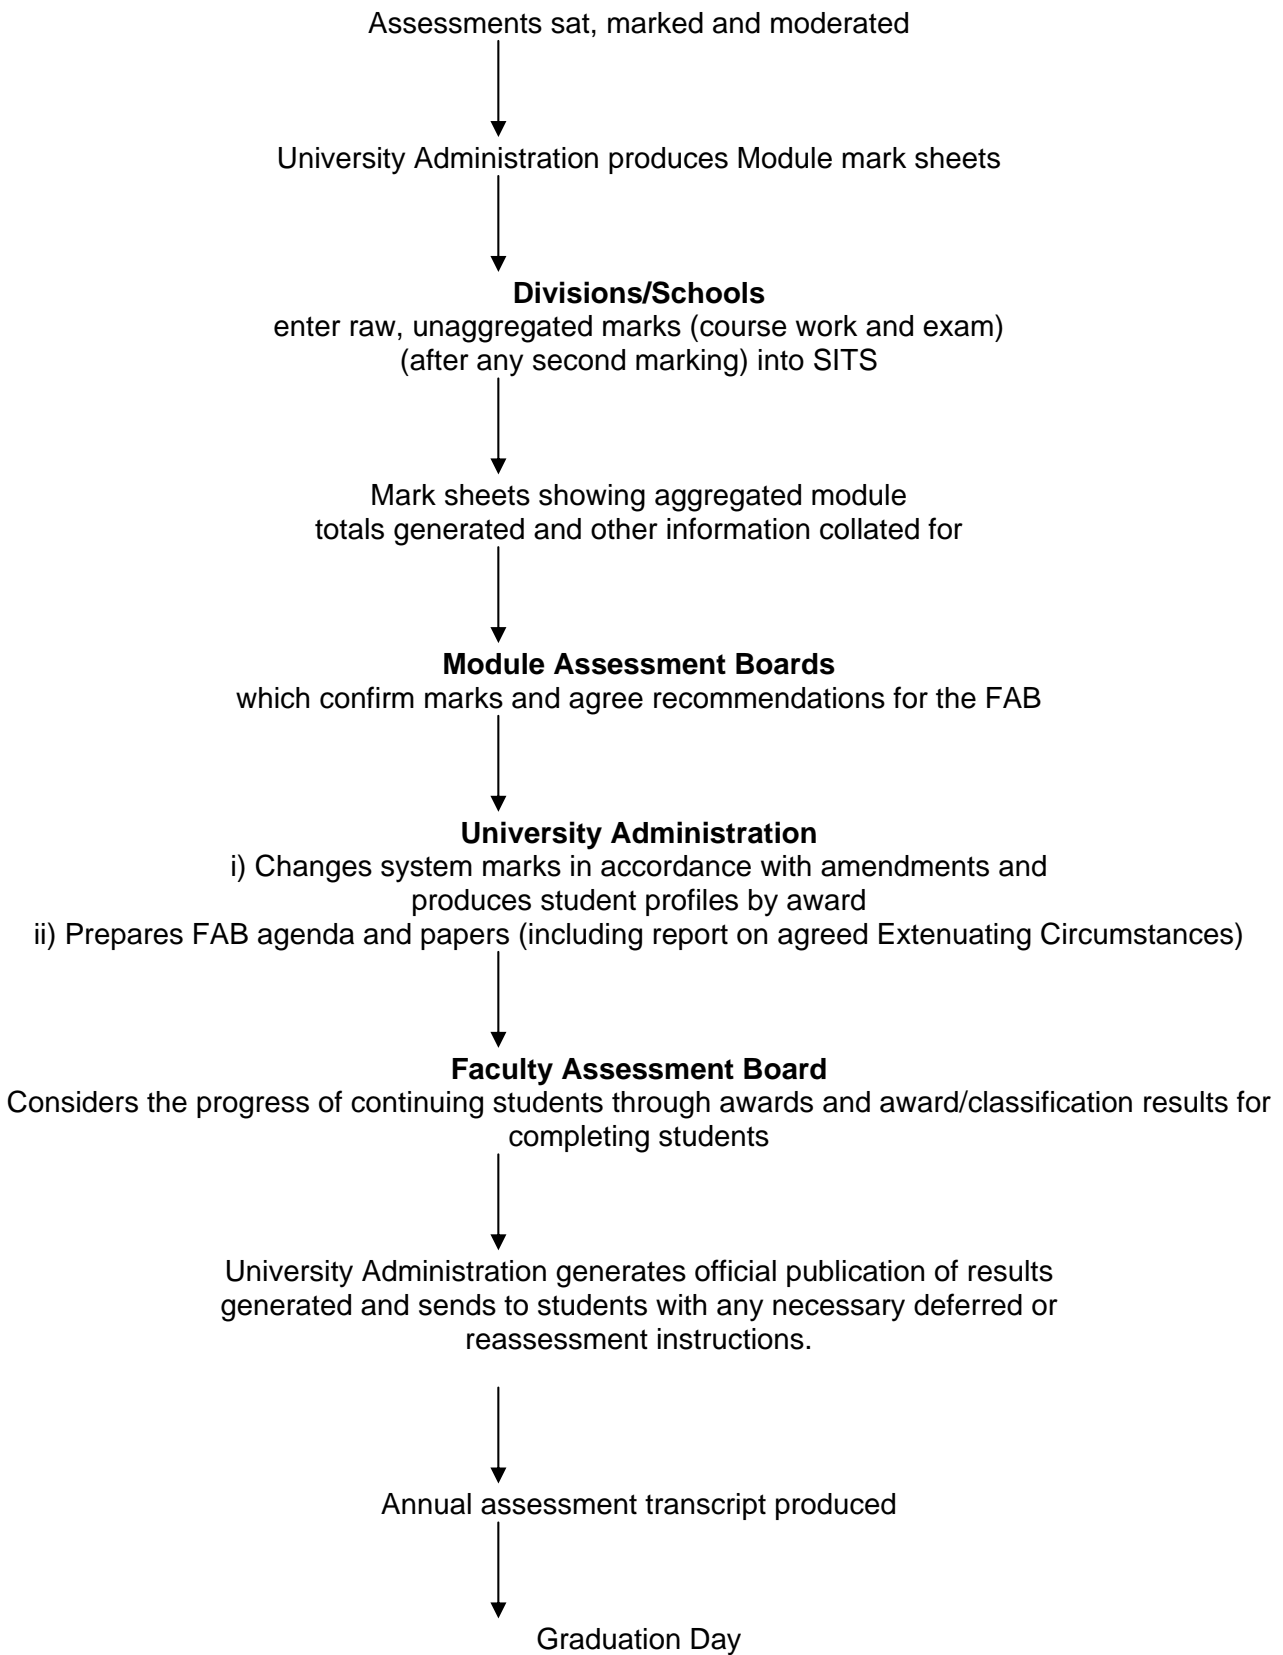 Assessments sat, marked and moderated
University Administration produces Module mark sheets
Divisions/Schools
enter raw, unaggregated marks (course work and exam)
(after any second marking) into SITS
Mark sheets showing aggregated module
totals generated and other information collated for
Module Assessment Boards
which confirm marks and agree recommendations for the FAB
University Administration
i) Changes system marks in accordance with amendments and
produces student profiles by award
ii) Prepares FAB agenda and papers (including report on agreed Extenuating Circumstances)
Faculty Assessment Board
Considers the progress of continuing students through awards and award/classification results for
completing students
University Administration generates official publication of results
generated and sends to students with any necessary deferred or
reassessment instructions.
Annual assessment transcript produced
Graduation Day